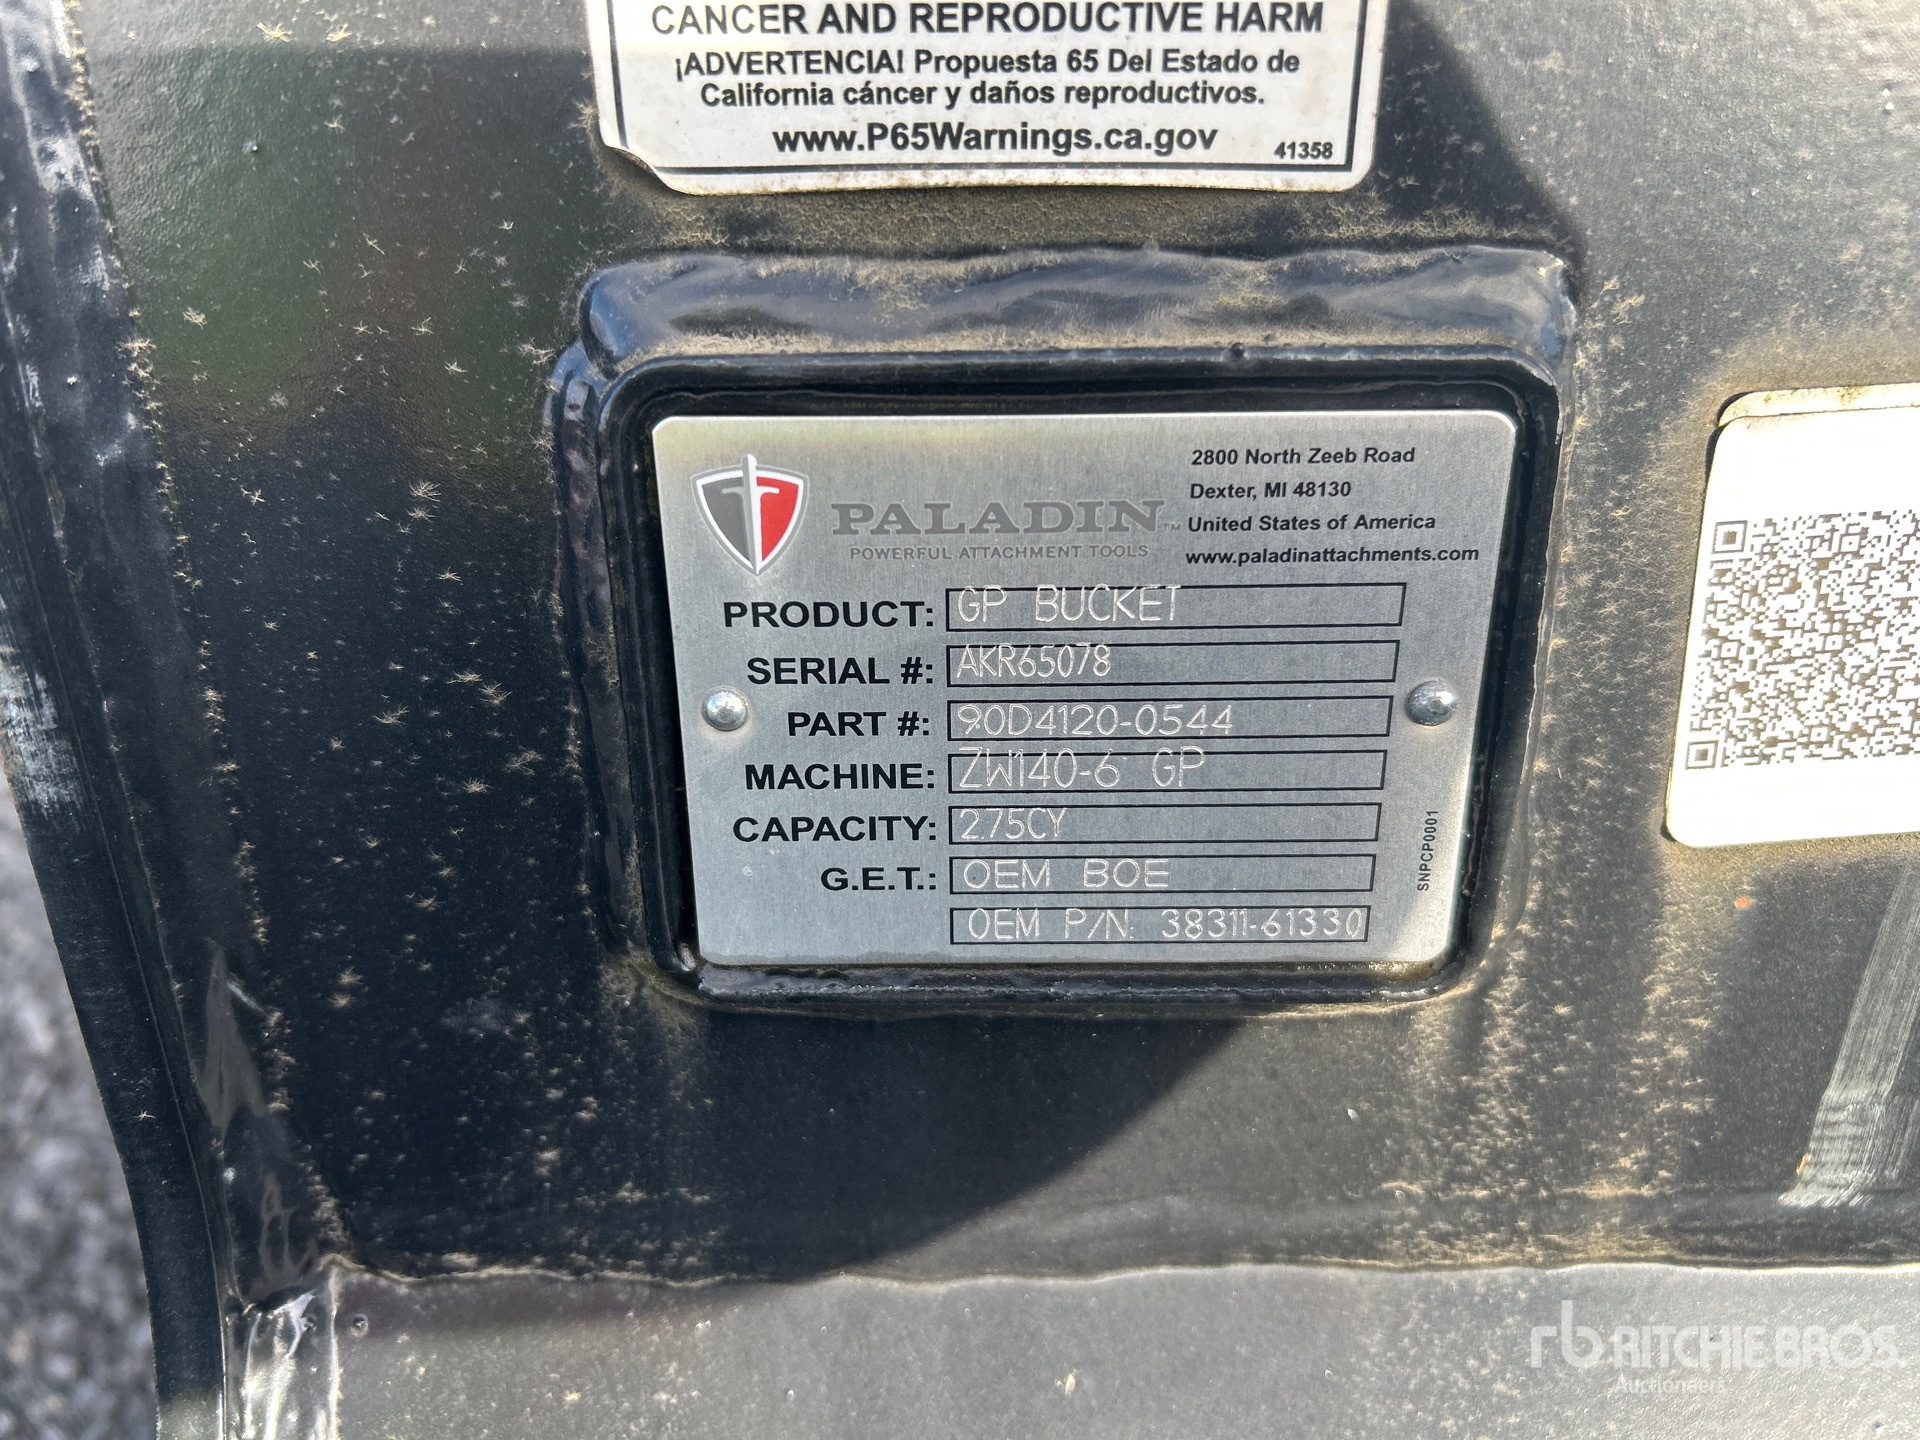 CANCER AND REPRODUCTIVE HARM
¡ADVERTENCIA! Propuesta 65 Del Estado de
California cáncer y daños reproductivos.
www.P65Warnings.ca.gov
41358
PALADIN™
POWERFUL ATTACHMENT TOOLS
2800 North Zeeb Road
Dexter, MI 48130
United States of America
www.paladinattachments.com
PRODUCT: GP BUCKET
SERIAL #: AKR65078
PART #: 90D4120-0544
MACHINE: ZW140-6 GP
CAPACITY: 2.75CY
G.E.T.: OEM BOE
OEM P/N: 38311-61330
SNPCP0001
rb RITCHIE BROS.
Auctioneers